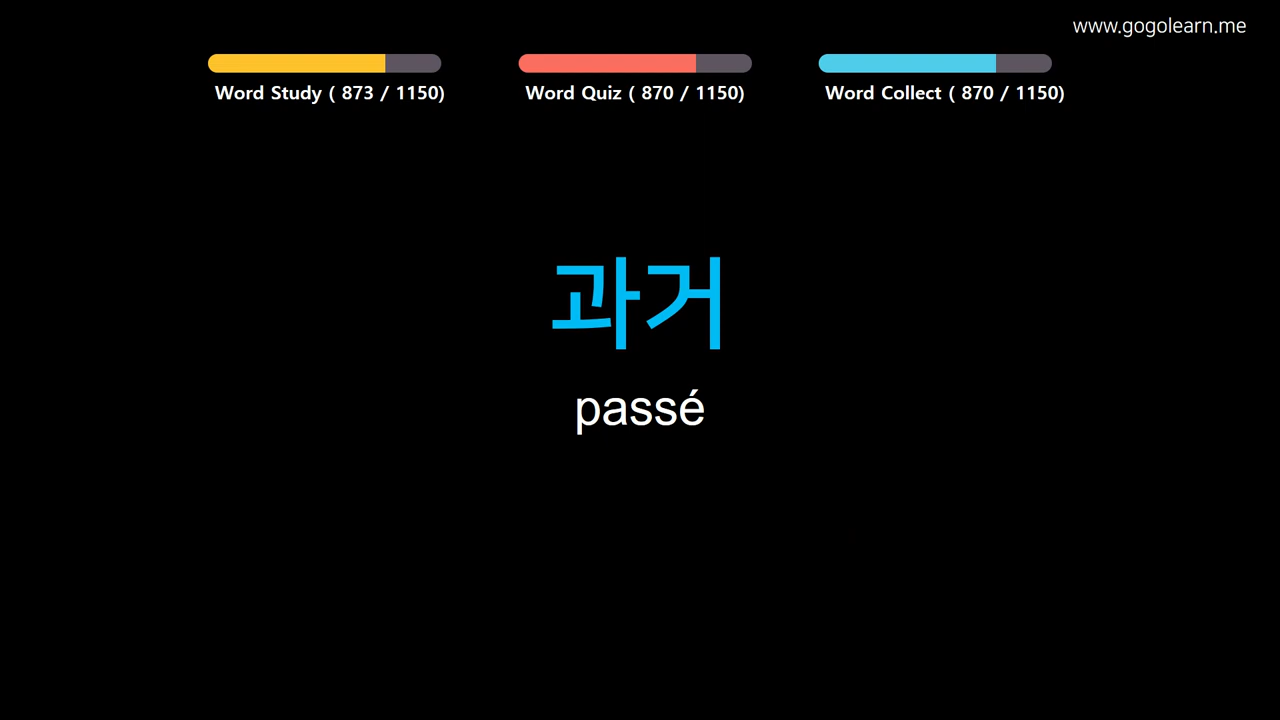 www.gogolearn.me
Word Study ( 873 / 1150)
Word Quiz ( 870 / 1150)
Word Collect ( 870 / 1150)
과거
passé